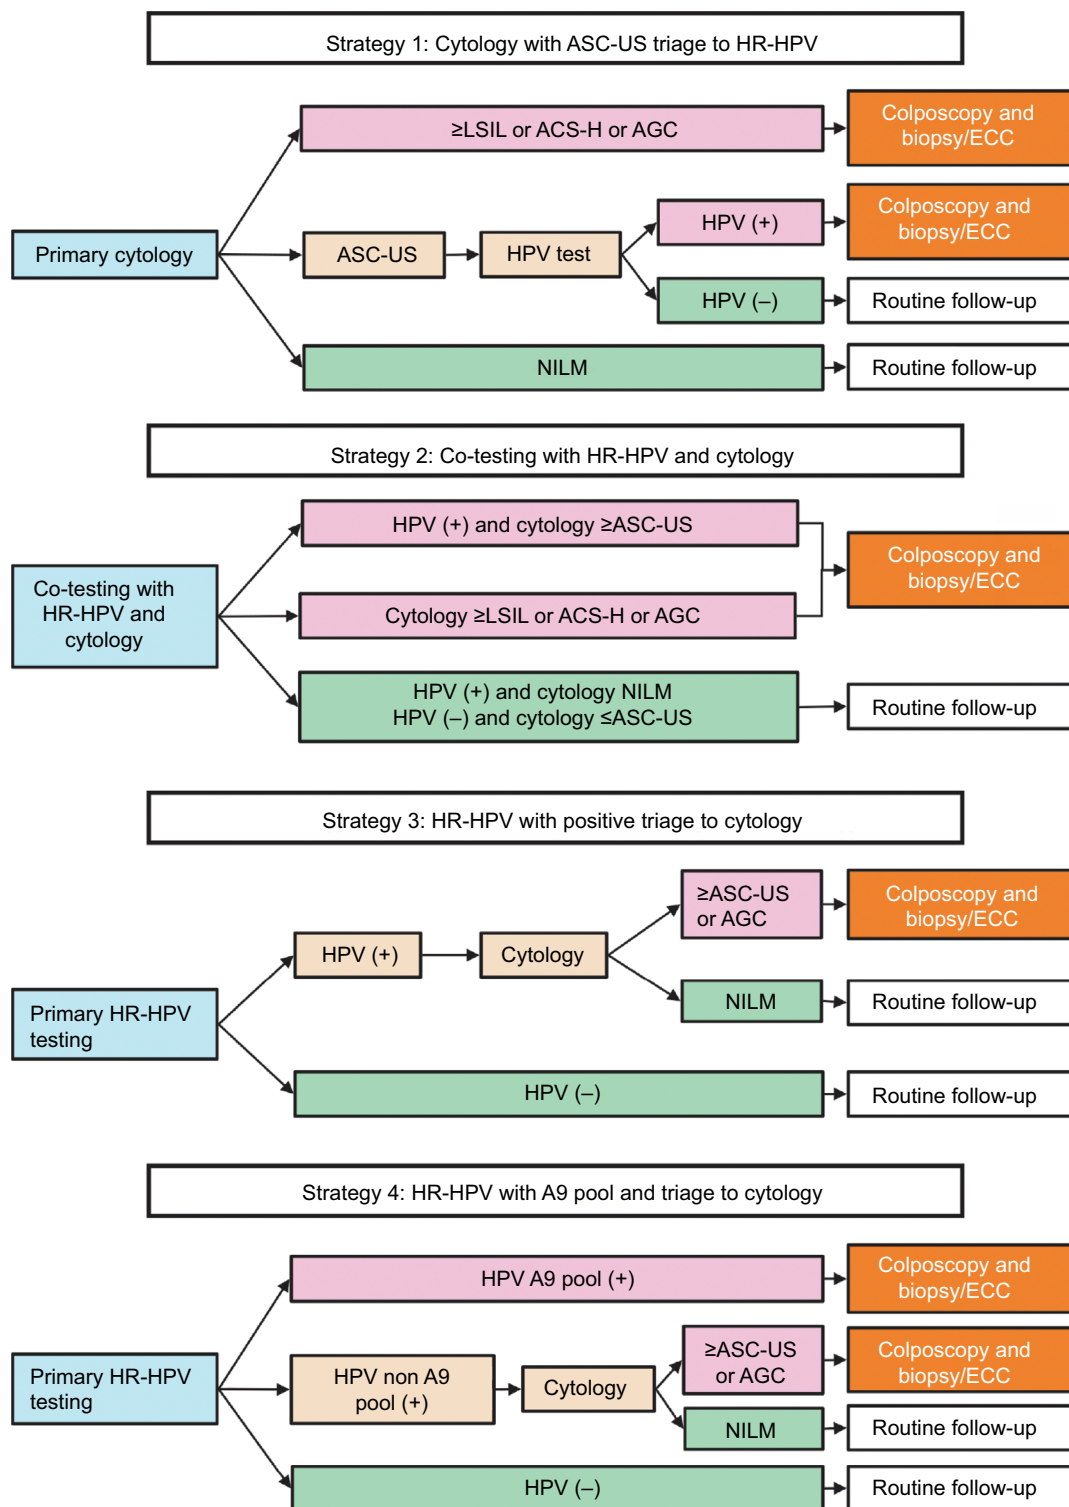 Strategy 1: Cytology with ASC-US triage to HR-HPV
≥LSIL or ACS-H or AGC
Colposcopy and
biopsy/ECC
Primary cytology
ASC-US
HPV test
HPV (+)
Colposcopy and
biopsy/ECC
HPV (–)
Routine follow-up
NILM
Routine follow-up
Strategy 2: Co-testing with HR-HPV and cytology
Co-testing with
HR-HPV and
cytology
HPV (+) and cytology ≥ASC-US
Cytology ≥LSIL or ACS-H or AGC
Colposcopy and
biopsy/ECC
HPV (+) and cytology NILM
HPV (–) and cytology ≤ASC-US
Routine follow-up
Strategy 3: HR-HPV with positive triage to cytology
Primary HR-HPV
testing
HPV (+)
Cytology
≥ASC-US
or AGC
Colposcopy and
biopsy/ECC
NILM
Routine follow-up
HPV (–)
Routine follow-up
Strategy 4: HR-HPV with A9 pool and triage to cytology
Primary HR-HPV
testing
HPV A9 pool (+)
Colposcopy and
biopsy/ECC
HPV non A9
pool (+)
Cytology
≥ASC-US
or AGC
Colposcopy and
biopsy/ECC
NILM
Routine follow-up
HPV (–)
Routine follow-up